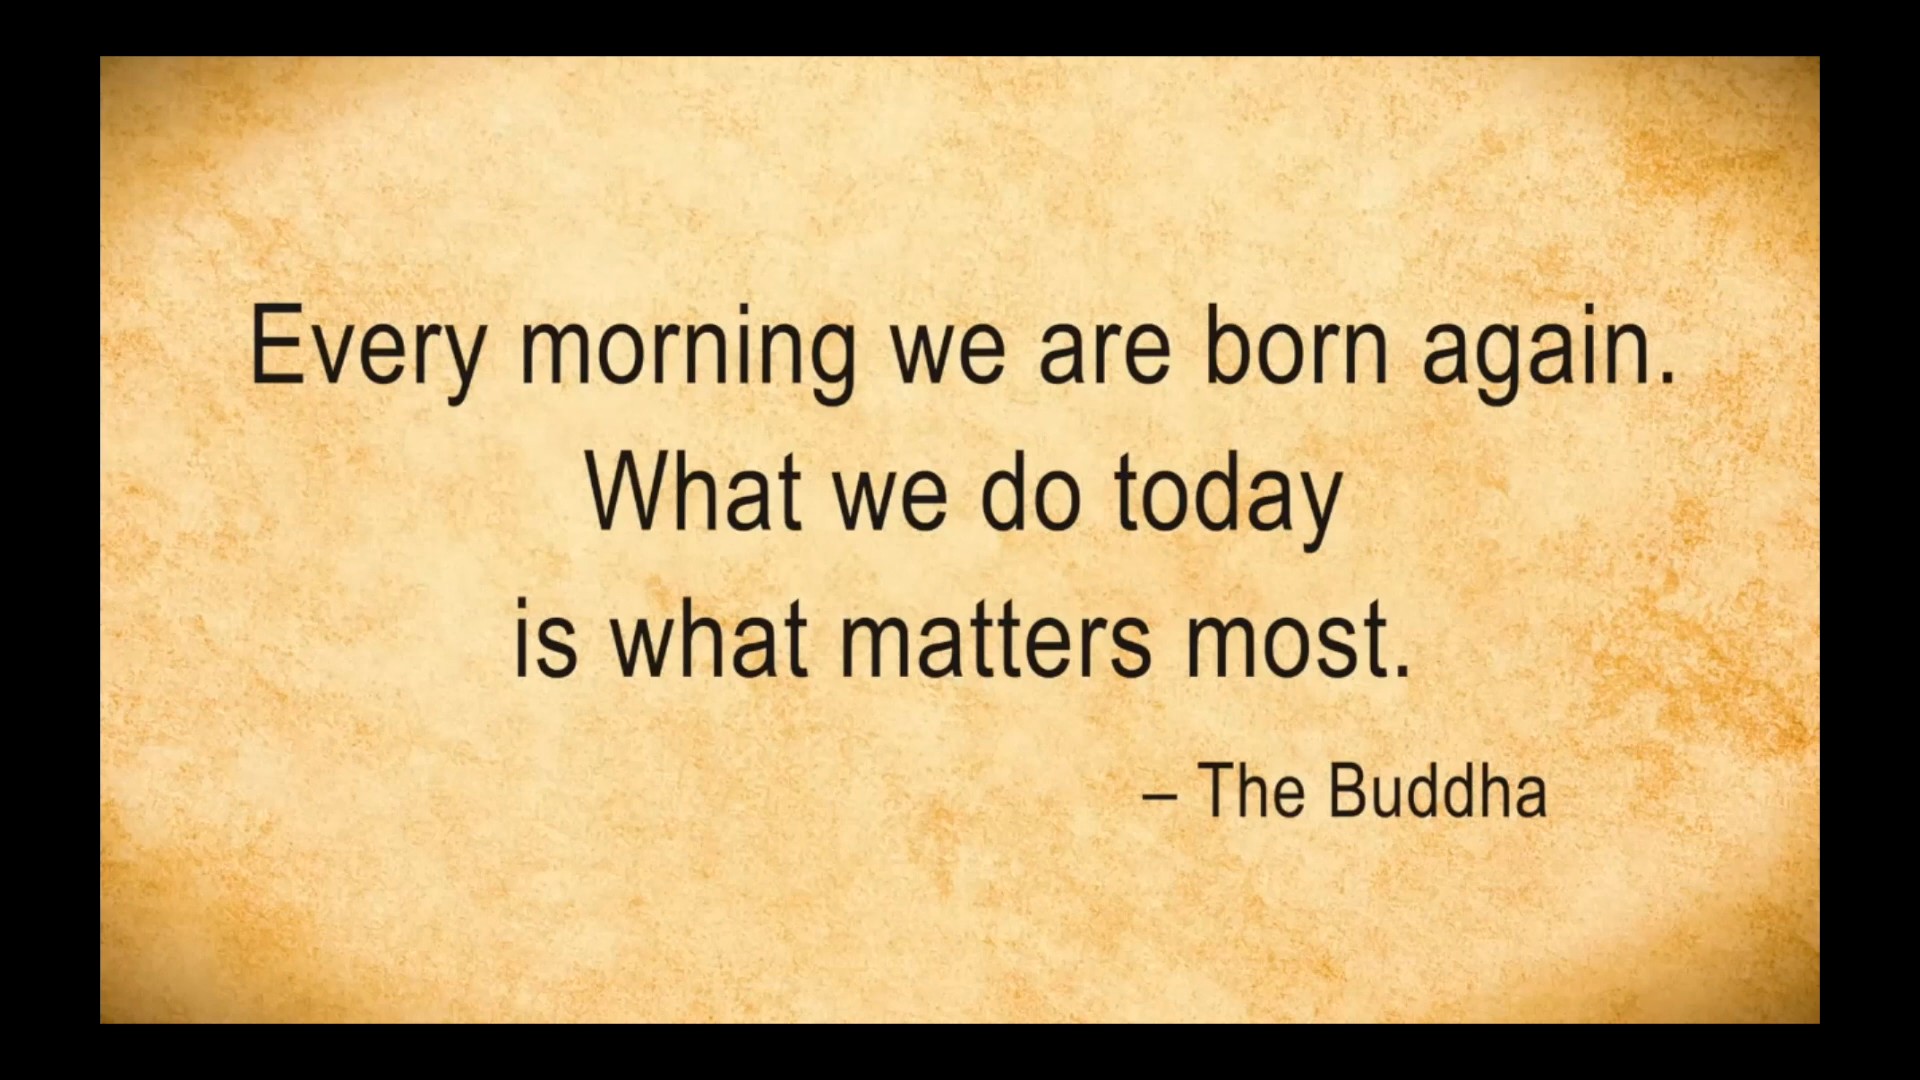 Every morning we are born again.
What we do today
is what matters most.
– The Buddha